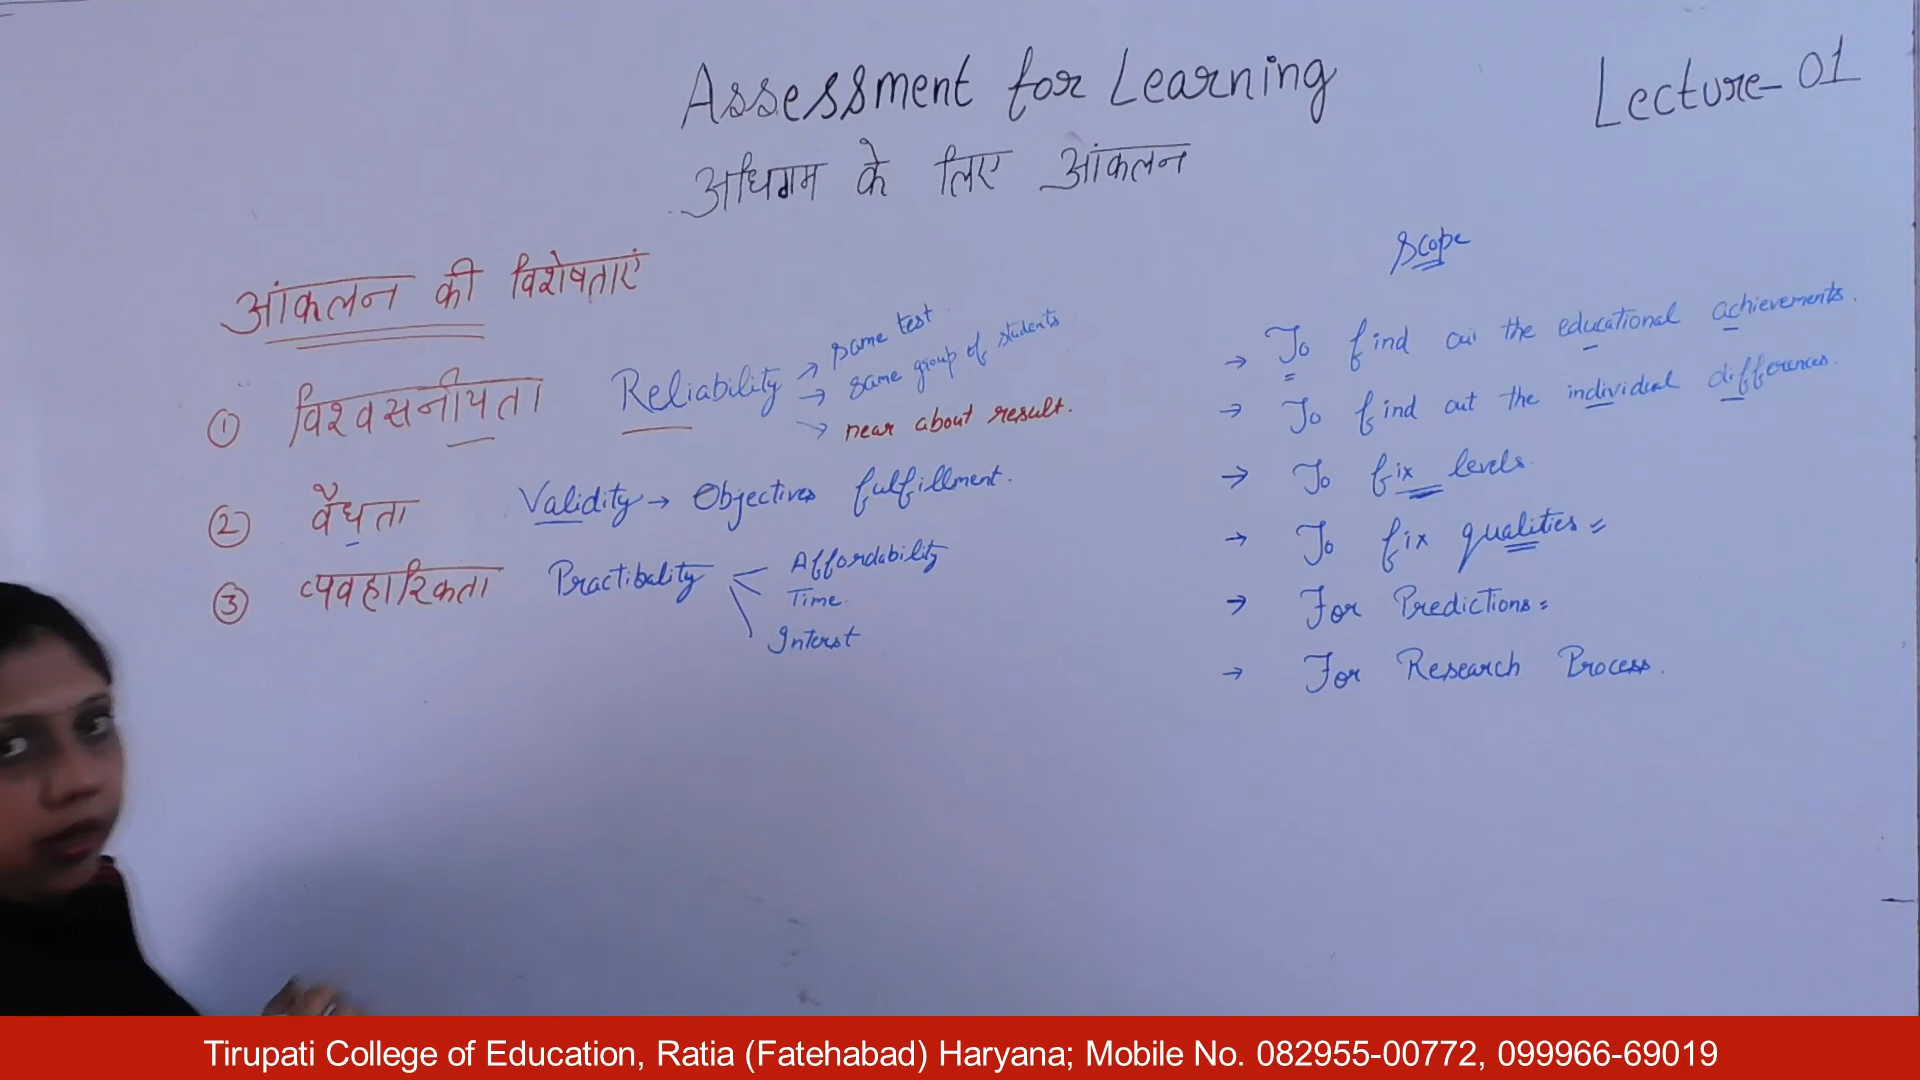 Assessment for Learning
Lecture-01
अधिगम के लिए आंकलन
आंकलन की विशेषताएं
① विश्वसनीयता Reliability → same test
→ same group of students
→ near about result.
② वैधता Validity → Objectives fulfillment.
③ व्यवहारिकता Practibality Affordability
Time.
Interst
Scope
→ To find out the educational achievements.
→ To find out the individual differences.
→ To fix levels.
→ To fix qualities =
→ For Predictions =
→ For Research Process.
Tirupati College of Education, Ratia (Fatehabad) Haryana; Mobile No. 082955-00772, 099966-69019